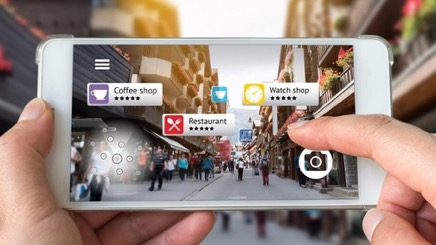 Coffee shop
★★★★★
Watch shop
★★★★★
Restaurant
★★★★★